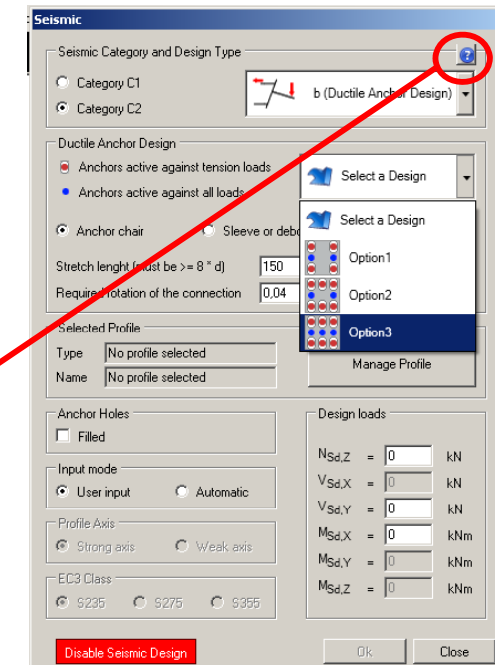 Seismic
Seismic Category and Design Type
?
Category C1
Category C2
b (Ductile Anchor Design)
Ductile Anchor Design
Anchors active against tension loads
Anchors active against all loads
Select a Design
Select a Design
Option1
Option2
Option3
Anchor chair
Sleeve or debo
Stretch lenght (must be >= 8 * d)
150
Required rotation of the connection
0,04
Selected Profile
Type
No profile selected
Name
No profile selected
Manage Profile
Anchor Holes
Filled
Input mode
User input
Automatic
Profile Axis
Strong axis
Weak axis
EC3 Class
S235
S275
S355
Design loads
NSd,Z = 0 kN
VSd,X = 0 kN
VSd,Y = 0 kN
MSd,X = 0 kNm
MSd,Y = 0 kNm
MSd,Z = 0 kNm
Disable Seismic Design
Ok
Close